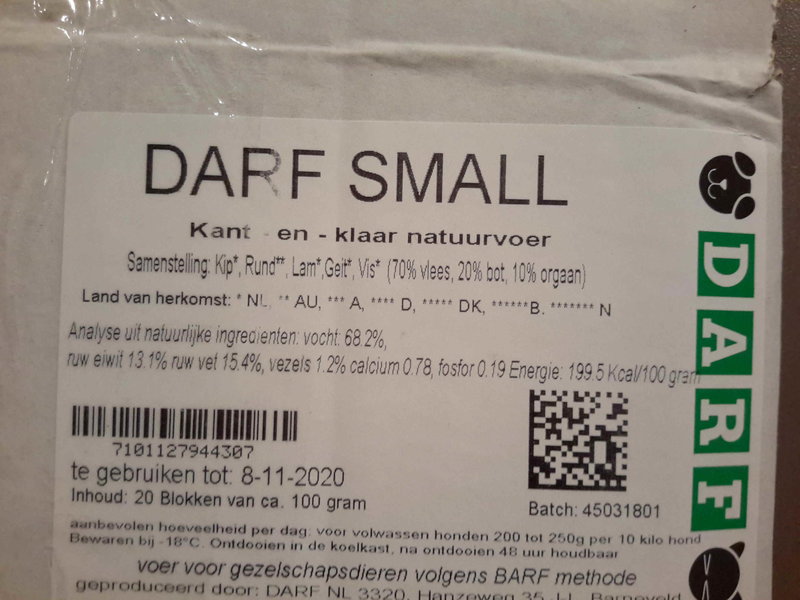 DARF SMALL
Kant - en - klaar natuurvoer
Samenstelling: Kip*, Rund**, Lam*,Geit*, Vis* (70% vlees, 20% bot, 10% orgaan)
Land van herkomst: * NL, ** AU, *** A, **** D, ***** DK, ******B. ******* N
Analyse uit natuurlijke ingredienten: vocht: 68.2%,
ruw eiwit 13.1% ruw vet 15.4%, vezels 1.2% calcium 0.78, fosfor 0.19 Energie: 199.5 Kcal/100 gram
7101127944307
te gebruiken tot: 8-11-2020
Inhoud: 20 Blokken van ca. 100 gram
Batch: 45031801
aanbevolen hoeveelheid per dag: voor volwassen honden 200 tot 250g per 10 kilo hond
Bewaren bij -18°C. Ontdooien in de koelkast, na ontdooien 48 uur houdbaar
voer voor gezelschapsdieren volgens BARF methode
geproduceerd door: DARF NL 3320, Hanzeweg 35 Barneveld
DARF